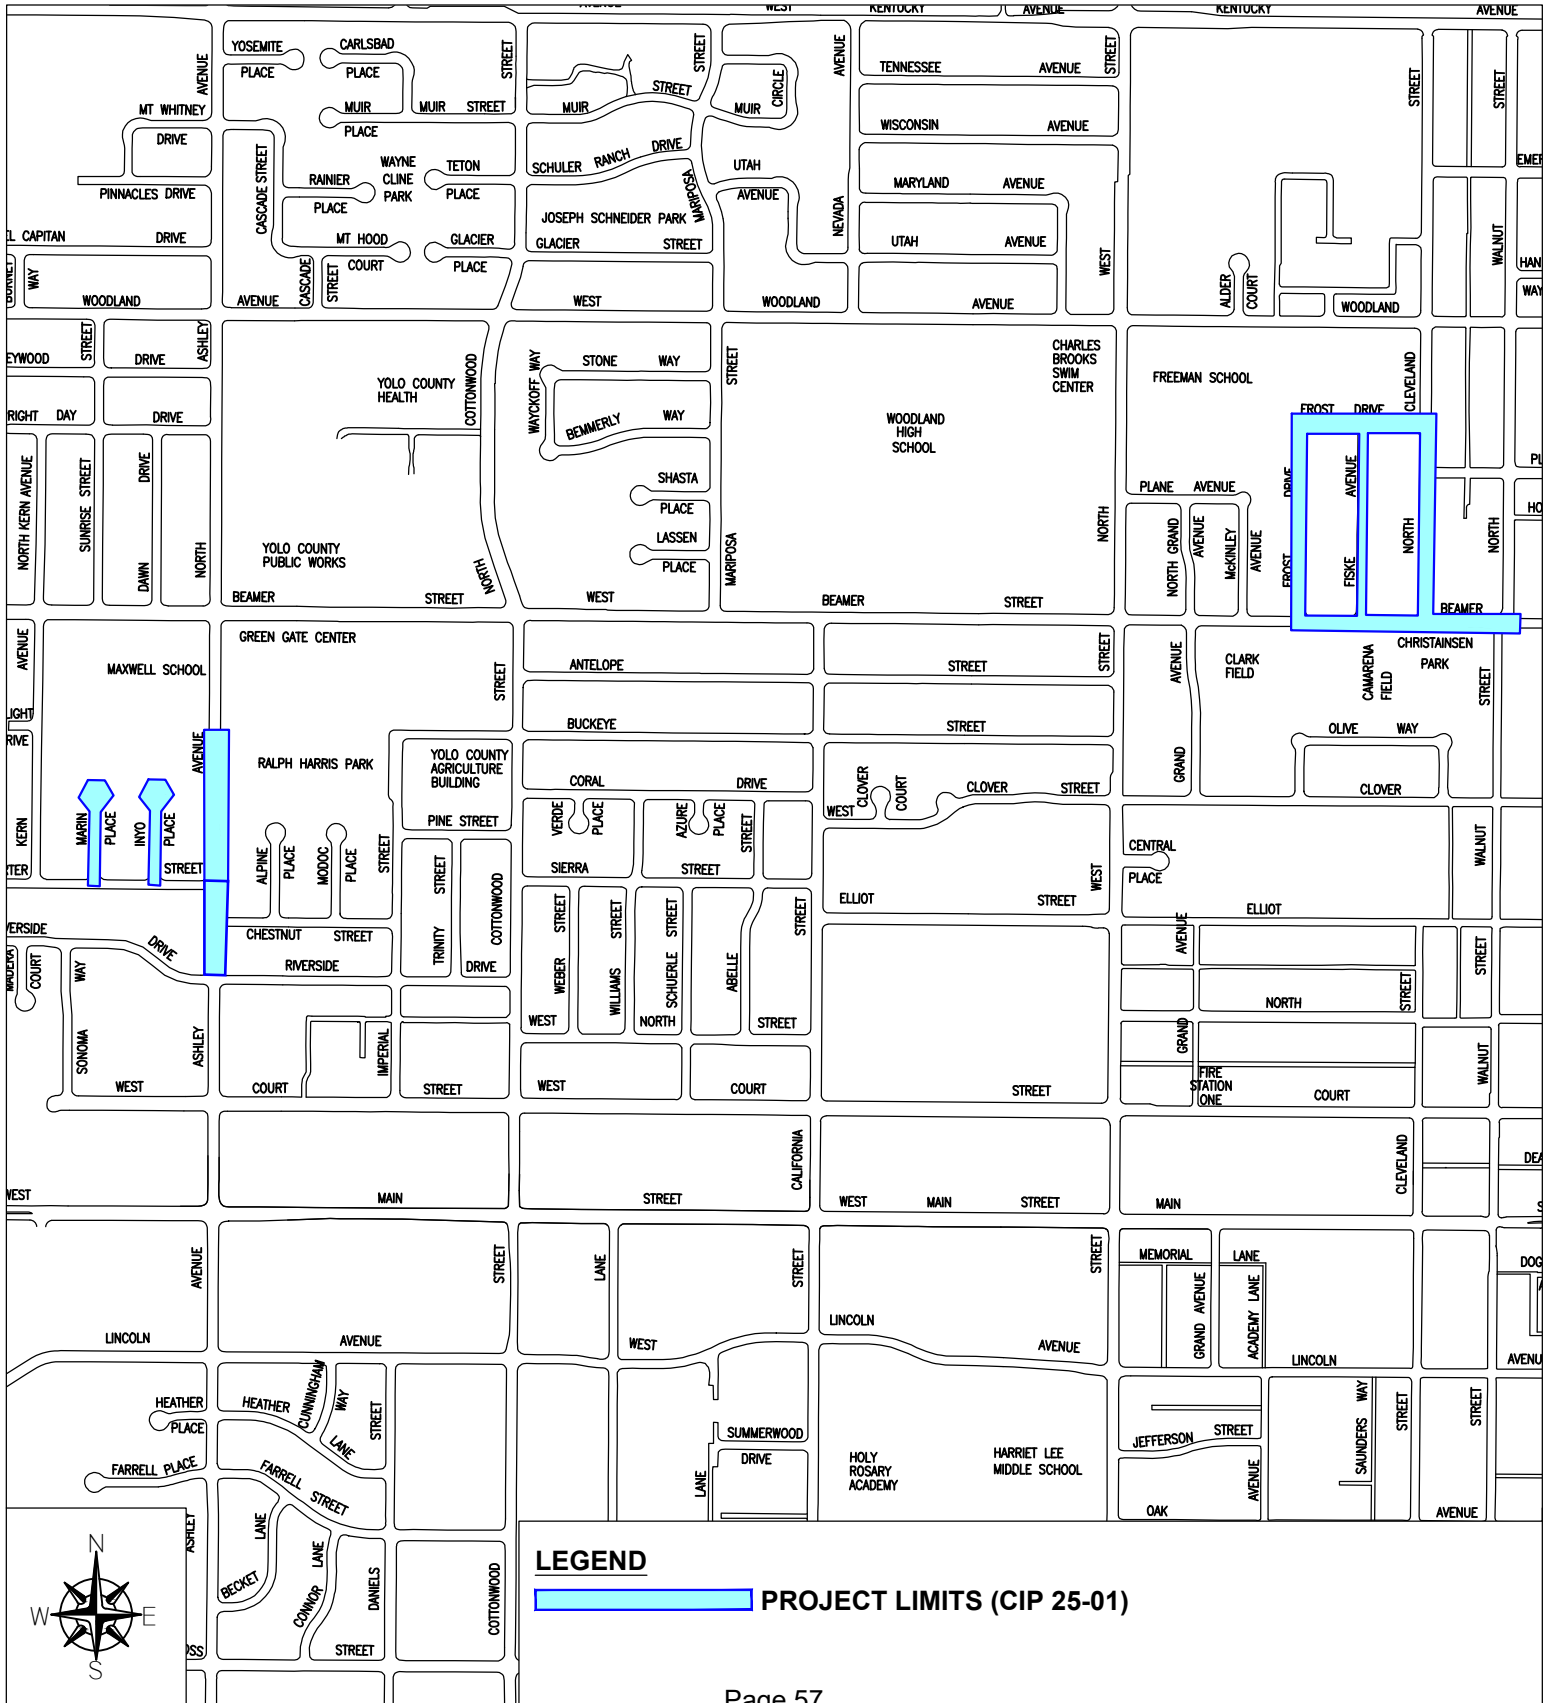 WEST
KENTUCKY
AVENUE
KENTUCKY
AVENUE
YOSEMITE
PLACE
CARLSBAD
PLACE
AVENUE
STREET
STREET
AVENUE
TENNESSEE
AVENUE
STREET
STREET
STREET
MT WHITNEY
DRIVE
MUIR
PLACE
MUIR STREET
MUIR
STREET
MUIR
CIRCLE
WISCONSIN
AVENUE
PINNACLES DRIVE
CASCADE STREET
RAINIER
PLACE
WAYNE
CLINE
PARK
TETON
PLACE
SCHULER RANCH DRIVE
UTAH
AVENUE
MARIPOSA
MARYLAND
AVENUE
JOSEPH SCHNEIDER PARK
NEVADA
CAPITAN
DRIVE
MT HOOD
COURT
GLACIER
PLACE
GLACIER
STREET
UTAH
AVENUE
WEST
WALNUT
WAY
WOODLAND
AVENUE
CASCADE
STREET
WEST
WOODLAND
AVENUE
ALDER
COURT
WOODLAND
STREET
DRIVE
ASHLEY
YOLO COUNTY
HEALTH
COTTONWOOD
WAYCKOFF WAY
STONE WAY
STREET
CHARLES
BROOKS
SWIM
CENTER
FREEMAN SCHOOL
CLEVELAND
DAY
DRIVE
BEMMERLY
WAY
WOODLAND
HIGH
SCHOOL
FROST DRIVE
NORTH KERN AVENUE
SUNRISE STREET
DAWN
DRIVE
NORTH
YOLO COUNTY
PUBLIC WORKS
NORTH
SHASTA
PLACE
LASSEN
PLACE
MARIPOSA
NORTH
PLANE AVENUE
NORTH GRAND
AVENUE
McKINLEY
AVENUE
FROST
DRIVE
FISKE
AVENUE
NORTH
NORTH
BEAMER
STREET
WEST
BEAMER
STREET
BEAMER
AVENUE
MAXWELL SCHOOL
GREEN GATE CENTER
STREET
ANTELOPE
STREET
STREET
AVENUE
CLARK
FIELD
CAMARENA
FIELD
CHRISTAINSEN
PARK
STREET
BUCKEYE
STREET
AVENUE
RALPH HARRIS PARK
YOLO COUNTY
AGRICULTURE
BUILDING
CORAL
DRIVE
WEST
CLOVER
COURT
CLOVER
STREET
GRAND
OLIVE WAY
CLOVER
KERN
MARIN
PLACE
INYO
PLACE
STREET
ALPINE
PLACE
MODOC
PLACE
STREET
PINE STREET
VERDE
PLACE
AZURE
PLACE
STREET
SIERRA
STREET
CENTRAL
PLACE
WALNUT
TRINITY
STREET
COTTONWOOD
ELLIOT
STREET
WEST
ELLIOT
DRIVE
CHESTNUT STREET
RIVERSIDE
DRIVE
WEBER
STREET
WILLIAMS
STREET
SCHUERLE
STREET
ABELLE
STREET
AVENUE
STREET
COURT
WAY
SONOMA
ASHLEY
IMPERIAL
WEST
NORTH
STREET
NORTH
STREET
GRAND
WALNUT
WEST
COURT
STREET
WEST
COURT
STREET
FIRE
STATION
ONE
COURT
CALIFORNIA
CLEVELAND
MAIN
STREET
WEST
MAIN
STREET
MAIN
AVENUE
STREET
LANE
STREET
STREET
MEMORIAL
LANE
GRAND AVENUE
ACADEMY LANE
LINCOLN
AVENUE
WEST
LINCOLN
AVENUE
LINCOLN
HEATHER
PLACE
HEATHER
LANE
CUNNINGHAM
WAY
STREET
SUMMERWOOD
DRIVE
LANE
HOLY
ROSARY
ACADEMY
HARRIET LEE
MIDDLE SCHOOL
JEFFERSON
STREET
AVENUE
SAUNDERS
WAY
STREET
STREET
FARRELL PLACE
FARRELL
STREET
OAK
AVENUE
ASHLEY
BECKET
LANE
CONNOR
LANE
DANIELS
STREET
COTTONWOOD
N
W
E
S
LEGEND
PROJECT LIMITS (CIP 25-01)
Page 57